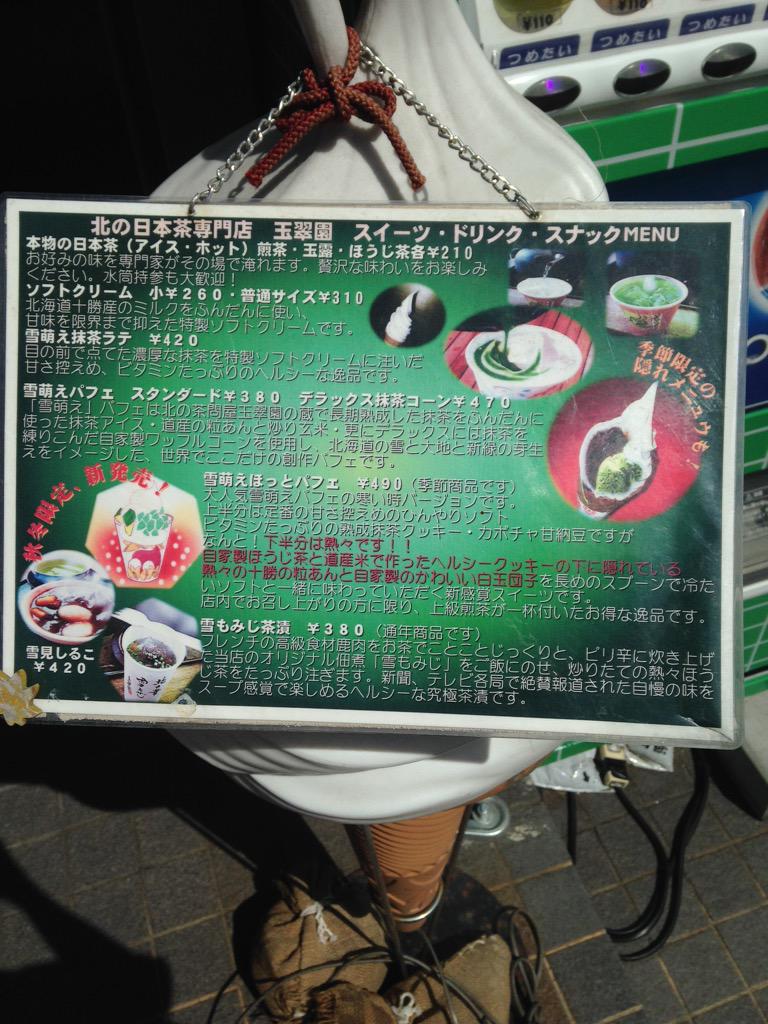 ¥110
つめたい
つめたい
つめたい
北の日本茶専門店 玉翠園 スイーツ・ドリンク・スナックMENU
本物の日本茶（アイス・ホット）煎茶・玉露・ほうじ茶各¥210
お好みの味を専門家がその場で淹れます。贅沢な味わいをお楽しみ
ください。水筒持参も大歓迎！
ソフトクリーム 小¥260・普通サイズ¥310
北海道十勝産のミルクをふんだんに使い、
甘味を限界まで抑えた特製ソフトクリームです。
雪萌え抹茶ラテ ¥420
目の前で点てた濃厚な抹茶を特製ソフトクリームに注いだ
甘さ控えめ、ビタミンたっぷりのヘルシーな逸品です。
季節限定の
隠れメニュウも！
雪萌えパフェ スタンダード¥380 デラックス抹茶コーン¥470
「雪萌え」パフェは北の茶問屋玉翠園の蔵で長期熟成した抹茶をふんだんに
使った抹茶アイス・道産の粒あんと炒り玄米・更にデラックスには抹茶を
練りこんだ自家製ワッフルコーンを使用し、北海道の雪と大地と新緑の芽生
えをイメージした、世界でここだけの創作パフェです。
秋冬限定、新発売！
雪萌えほっとパフェ ¥490（季節商品です）
大人気雪萌えパフェの寒い時バージョンです。
上半分は定番の甘さ控えめのひんやりソフト
ビタミンたっぷりの熟成抹茶クッキー・カボチャ甘納豆ですが
なんと！下半分は熱々です！！
自家製ほうじ茶と道産米で作ったヘルシークッキーの下に隠れている
熱々の十勝の粒あんと自家製のかわいい白玉団子を長めのスプーンで冷た
いソフトと一緒に味わっていただく新感覚スイーツです。
店内でお召し上がりの方に限り、上級煎茶が一杯付いたお得な逸品です。
雪見しるこ
¥420
雪もみじ茶漬 ¥380（通年商品です）
フレンチの高級食材鹿肉をお茶でことことじっくりと、ピリ辛に炊き上げ
た当店のオリジナル佃煮「雪もみじ」をご飯にのせ、炒りたての熱々ほう
じ茶をたっぷり注ぎます。新聞、テレビ各局で絶賛報道された自慢の味を
スープ感覚で楽しめるヘルシーな究極茶漬です。